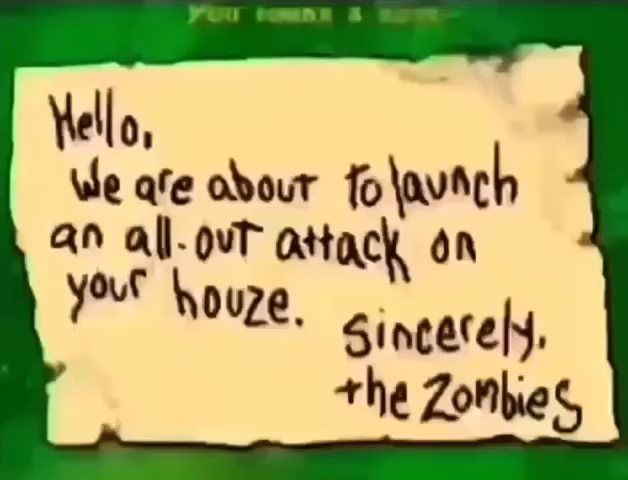 Hello,
We are about to launch
an all-out attack on
your houze.
Sincerely,
the Zombies